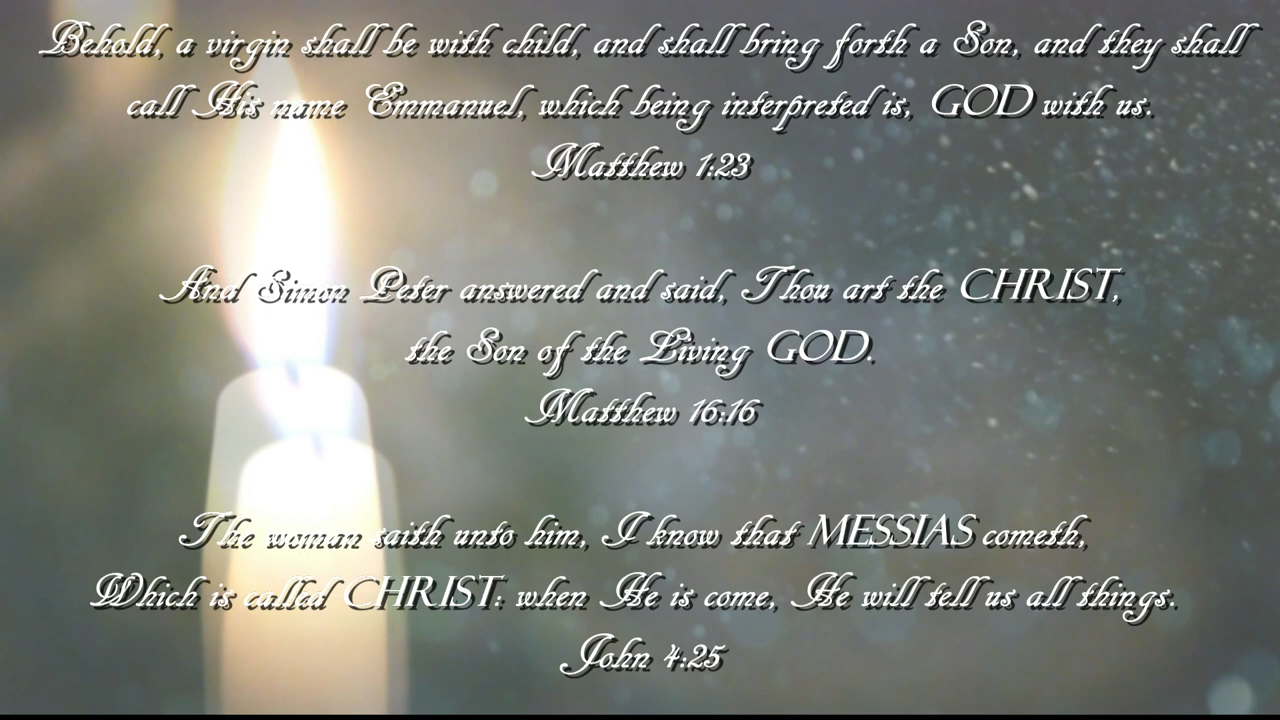 Behold, a virgin shall be with child, and shall bring forth a Son, and they shall
call His name Emmanuel, which being interpreted is, GOD with us.
Matthew 1:23
And Simon Peter answered and said, Thou art the CHRIST,
the Son of the Living GOD.
Matthew 16:16
The woman saith unto him, I know that MESSIAS cometh,
Which is called CHRIST: when He is come, He will tell us all things.
John 4:25